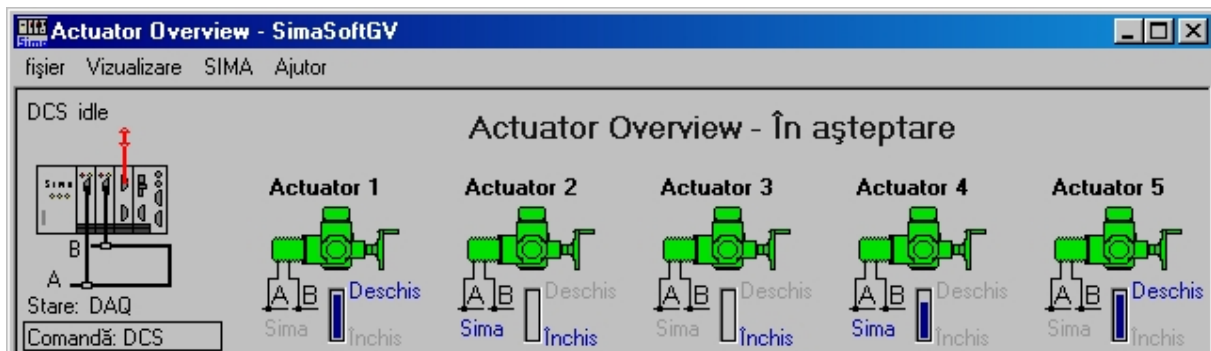 Actuator Overview - SimaSoftGV
fişier Vizualizare SIMA Ajutor
DCS idle
Actuator Overview - În aşteptare
Actuator 1 Actuator 2 Actuator 3 Actuator 4 Actuator 5
B
A
Stare: DAQ
Comandă: DCS
A B Deschis A B Deschis A B Deschis A B Deschis A B Deschis
Sima Închis Sima Închis Sima Închis Sima Închis Sima Închis